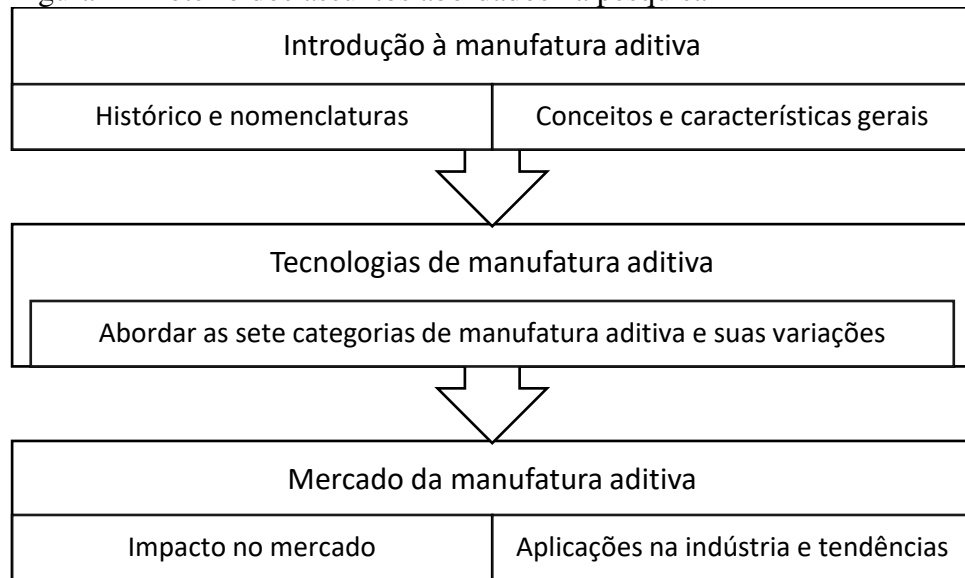 Introdução à manufatura aditiva
Histórico e nomenclaturas
Conceitos e características gerais
Tecnologias de manufatura aditiva
Abordar as sete categorias de manufatura aditiva e suas variações
Mercado da manufatura aditiva
Impacto no mercado
Aplicações na indústria e tendências